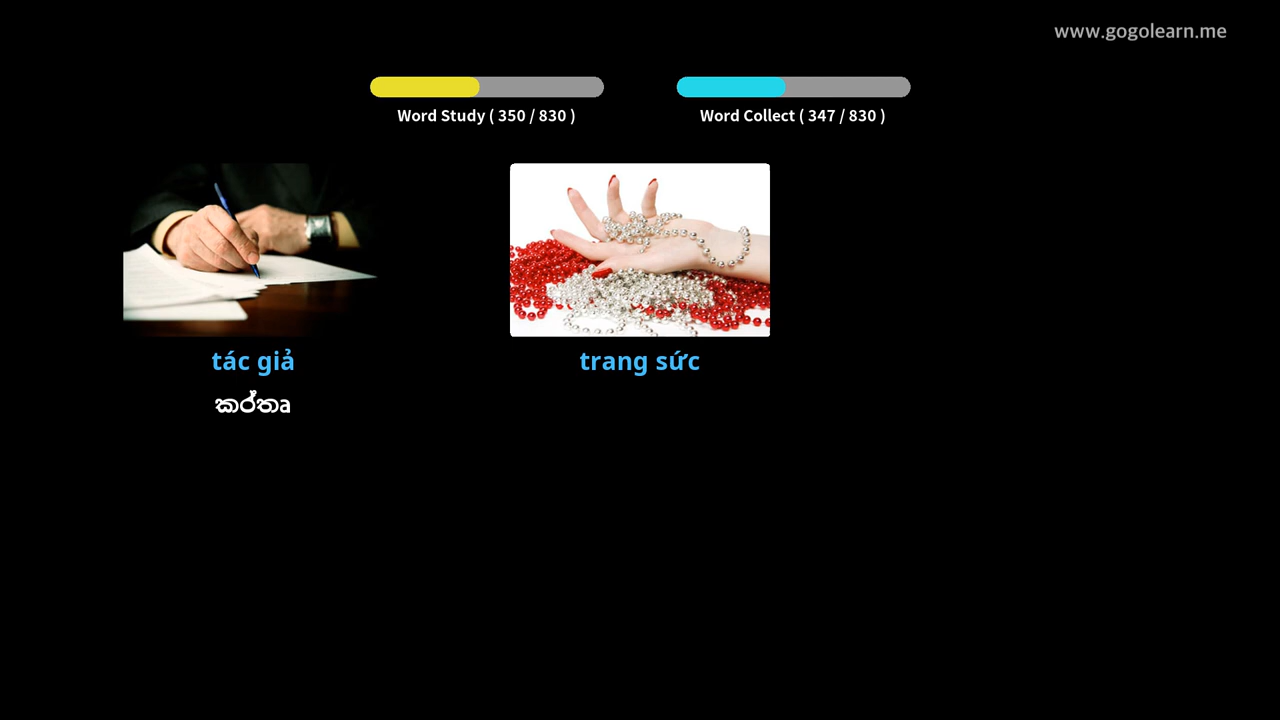 www.gogolearn.me
Word Study ( 350 / 830 )
Word Collect ( 347 / 830 )
tác giả
trang sức
කර්තෘ